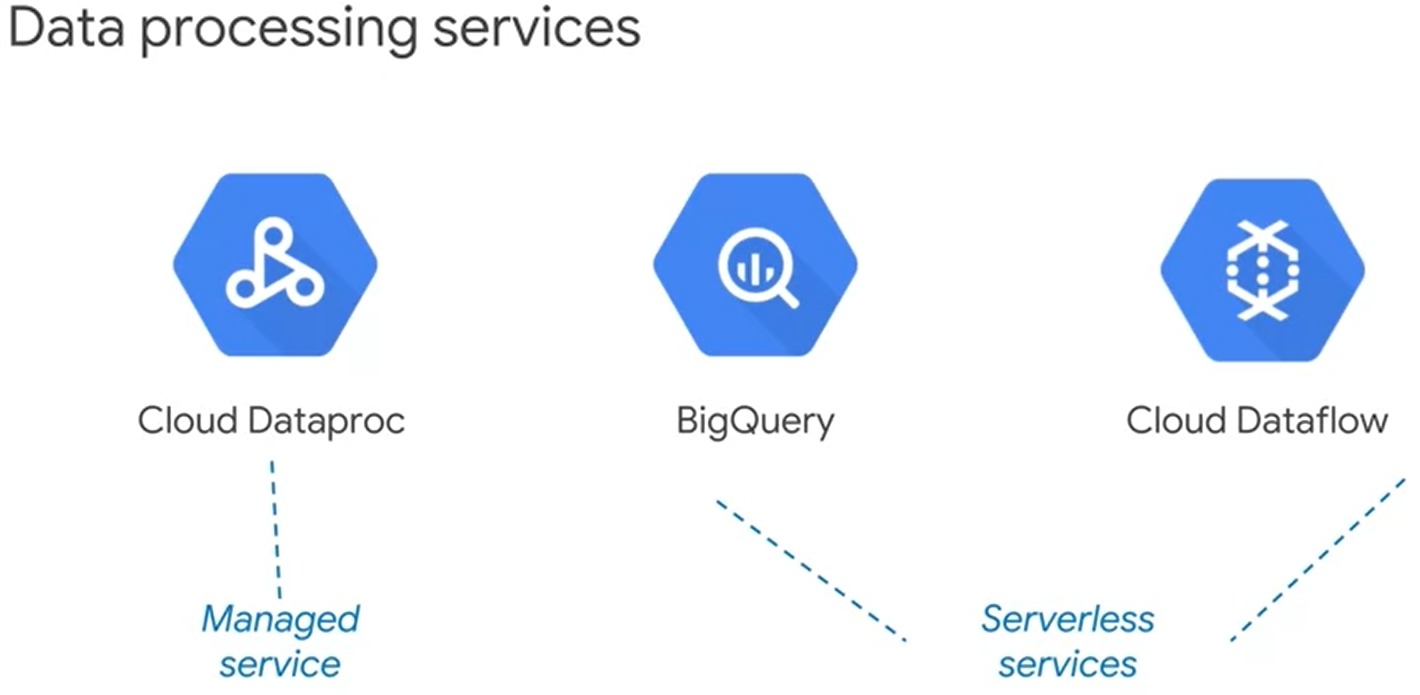 Data processing services
Cloud Dataproc
BigQuery
Cloud Dataflow
Managed
service
Serverless
services